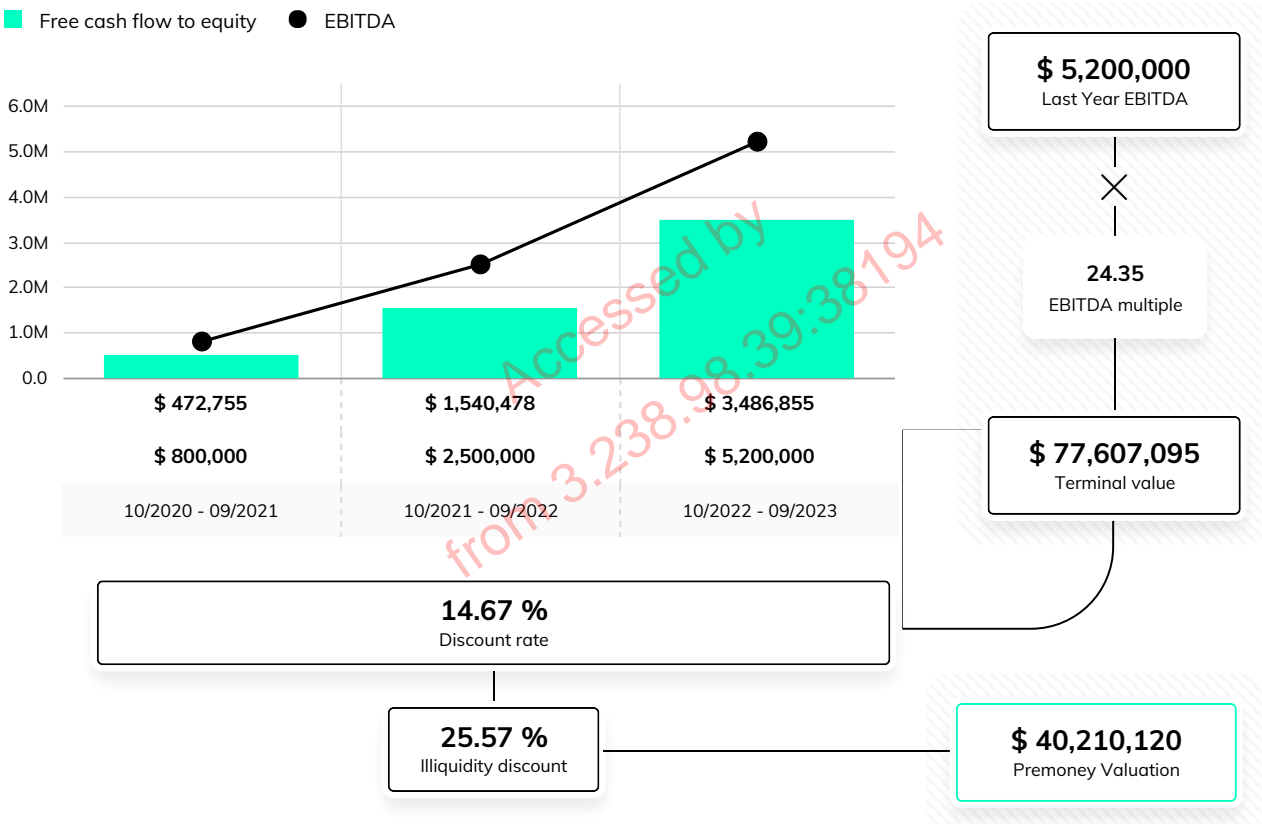 Free cash flow to equity EBITDA
6.0M
5.0M
4.0M
3.0M
2.0M
1.0M
0.0
$ 472,755 $ 1,540,478 $ 3,486,855
$ 800,000 $ 2,500,000 $ 5,200,000
10/2020 - 09/2021 10/2021 - 09/2022 10/2022 - 09/2023
$ 5,200,000
Last Year EBITDA
24.35
EBITDA multiple
$ 77,607,095
Terminal value
14.67 %
Discount rate
25.57 %
Illiquidity discount
$ 40,210,120
Premoney Valuation
Accessed by
from 3.238.98.39:38194